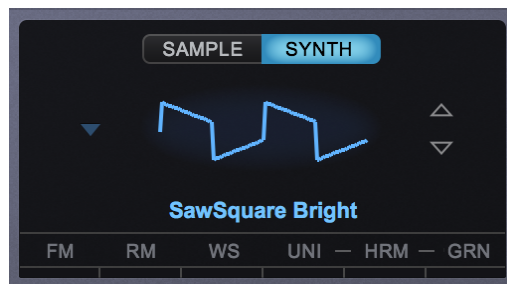 SAMPLE SYNTH
SawSquare Bright
FM RM WS UNI — HRM — GRN